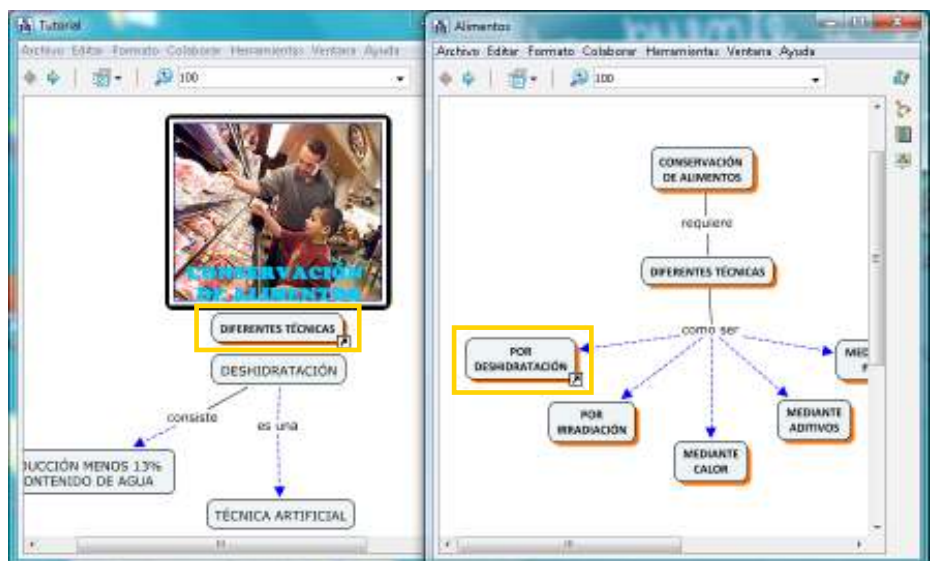 Tutorial
Archivo Editar Formato Colaborar Herramientas Ventana Ayuda
100
CONSERVACIÓN
DE ALIMENTOS
DIFERENTES TÉCNICAS
DESHIDRATACIÓN
consiste
es una
UCCIÓN MENOS 13%
ONTENIDO DE AGUA
TÉCNICA ARTIFICIAL
Alimentos
Archivo Editar Formato Colaborar Herramientas Ventana Ayuda
100
CONSERVACIÓN
DE ALIMENTOS
requiere
DIFERENTES TÉCNICAS
como ser
POR
DESHIDRATACIÓN
POR
IRRADIACIÓN
MEDIANTE
CALOR
MEDIANTE
ADITIVOS
MED